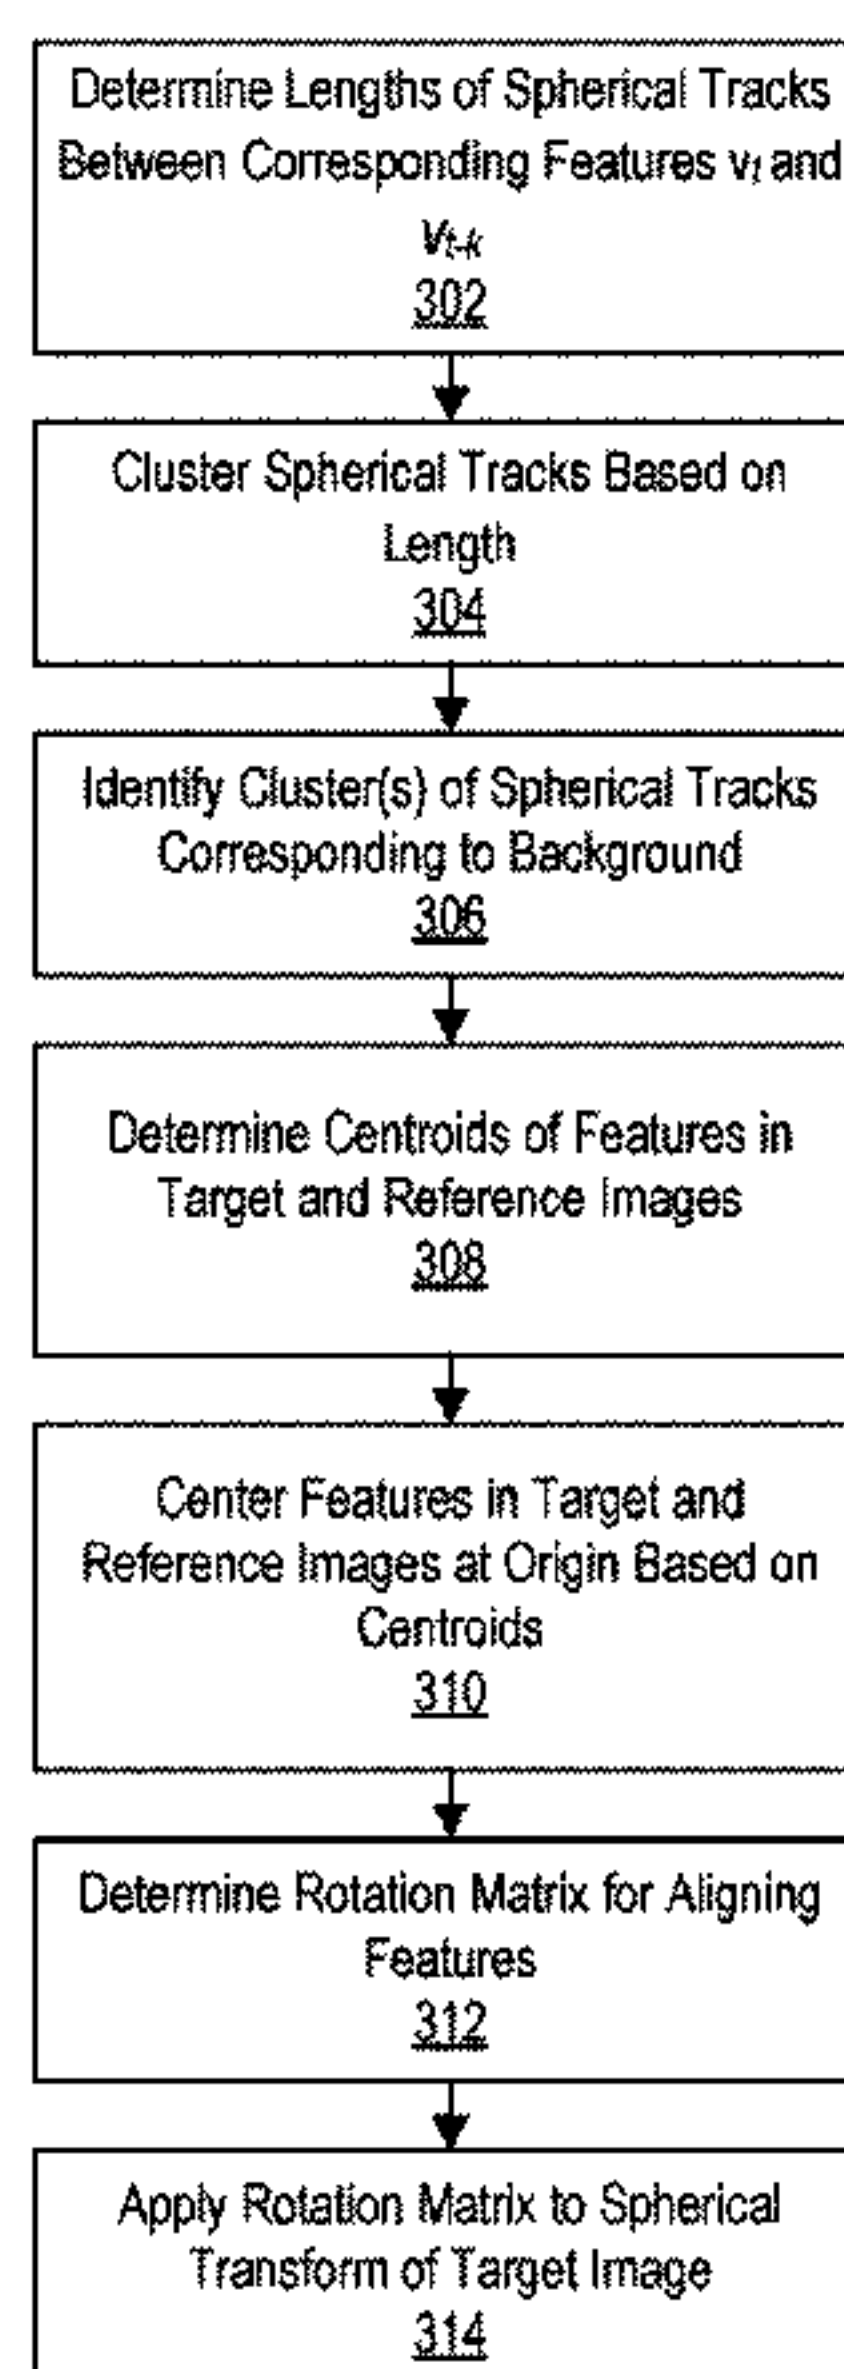 Determine Lengths of Spherical Tracks
Between Corresponding Features vt and
vt-k
302
Cluster Spherical Tracks Based on
Length
304
Identify Cluster(s) of Spherical Tracks
Corresponding to Background
306
Determine Centroids of Features in
Target and Reference Images
308
Center Features in Target and
Reference Images at Origin Based on
Centroids
310
Determine Rotation Matrix for Aligning
Features
312
Apply Rotation Matrix to Spherical
Transform of Target Image
314